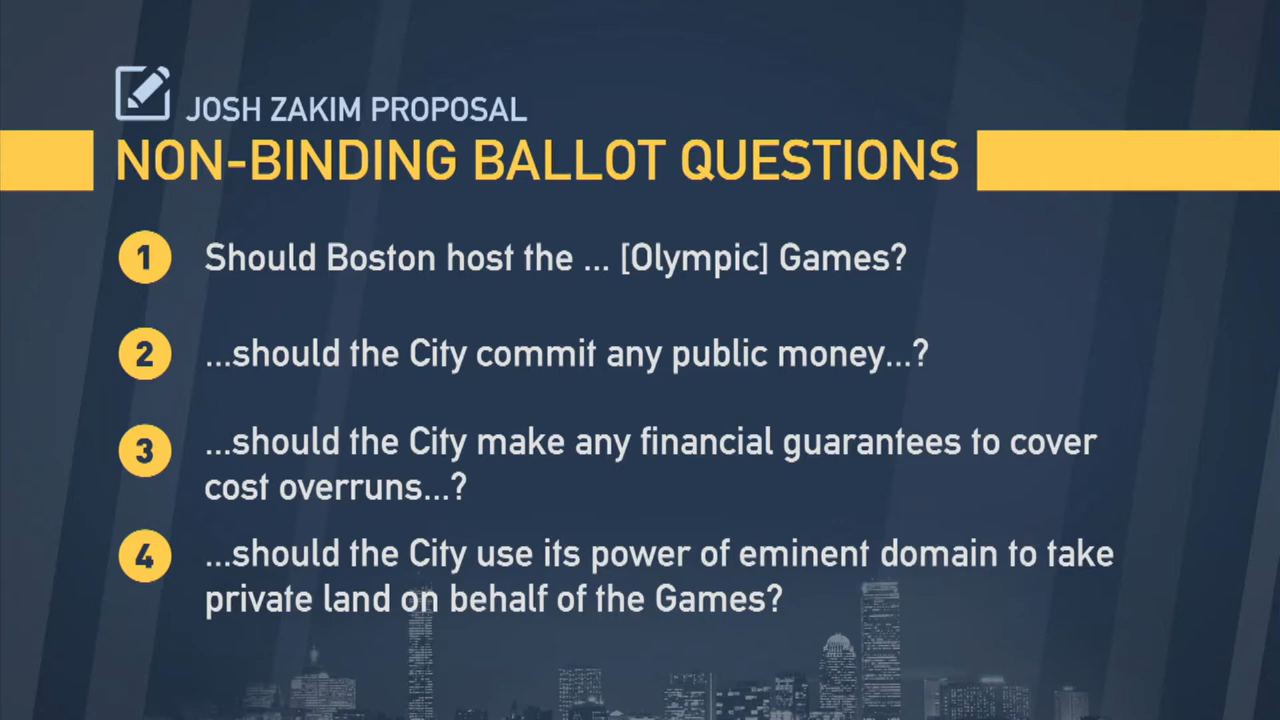 JOSH ZAKIM PROPOSAL
NON-BINDING BALLOT QUESTIONS
1 Should Boston host the ... [Olympic] Games?
2 ...should the City commit any public money...?
3 ...should the City make any financial guarantees to cover
cost overruns...?
4 ...should the City use its power of eminent domain to take
private land on behalf of the Games?